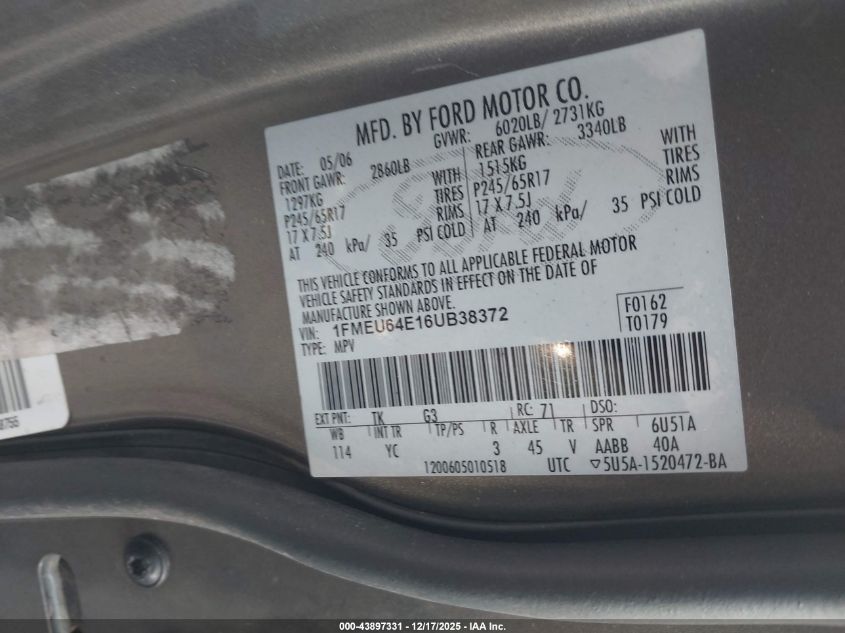 MFD. BY FORD MOTOR CO.
DATE: 05/06 GVWR: 6020LB/ 2731KG
FRONT GAWR: 2860LB REAR GAWR: 3340LB
1297KG WITH 1515KG WITH
P245/65R17 TIRES P245/65R17 TIRES
17 X 7.5J RIMS 17 X 7.5J RIMS
AT 240 kPa/ 35 PSI COLD AT 240 kPa/ 35 PSI COLD
THIS VEHICLE CONFORMS TO ALL APPLICABLE FEDERAL MOTOR
VEHICLE SAFETY STANDARDS IN EFFECT ON THE DATE OF
MANUFACTURE SHOWN ABOVE.
VIN: 1FMEU64E16UB38372 F0162
TYPE: MPV T0179
EXT PNT: TK G3 RC: 71 DSO:
WB INT TR TP/PS R AXLE TR SPR 6U51A
114 YC 3 45 V AABB 40A
1200605010518 UTC ▽5U5A-1520472-BA
000-43897331 - 12/17/2025 - IAA Inc.